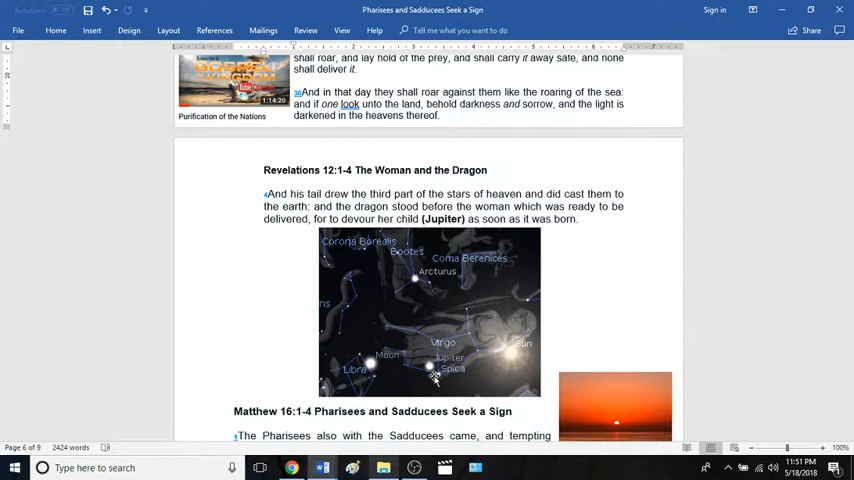 Pharisees and Sadducees Seek a Sign
Sign in
File Home Insert Design Layout References Mailings Review View Help Tell me what you want to do Share
shall roar, and lay hold of the prey, and shall carry it away safe, and none
shall deliver it.
GOSPEL
KINGDOM
1:14:20
Purification of the Nations
30And in that day they shall roar against them like the roaring of the sea:
and if one look unto the land, behold darkness and sorrow, and the light is
darkened in the heavens thereof.
Revelations 12:1-4 The Woman and the Dragon
4And his tail drew the third part of the stars of heaven and did cast them to
the earth: and the dragon stood before the woman which was ready to be
delivered, for to devour her child (Jupiter) as soon as it was born.
Corona Borealis
Bootes
Coma Berenices
Arcturus
ns
Virgo
Sun
Moon
Jupiter
Libra
Spica
Matthew 16:1-4 Pharisees and Sadducees Seek a Sign
1The Pharisees also with the Sadducees came, and tempting
Page 6 of 9 2424 words 100%
Type here to search
11:51 PM
5/18/2018